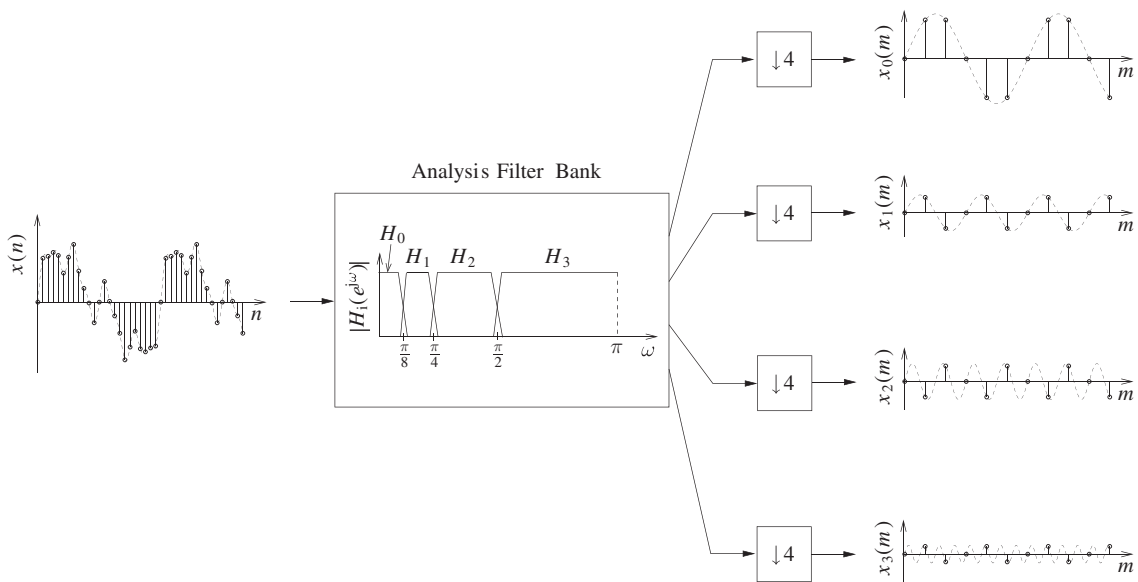 x(n)
n
Analysis Filter Bank
|H_i(e^{jω})|
H_0
H_1
H_2
H_3
π/8
π/4
π/2
π
ω
↓4
x_0(m)
m
↓4
x_1(m)
m
↓4
x_2(m)
m
↓4
x_3(m)
m